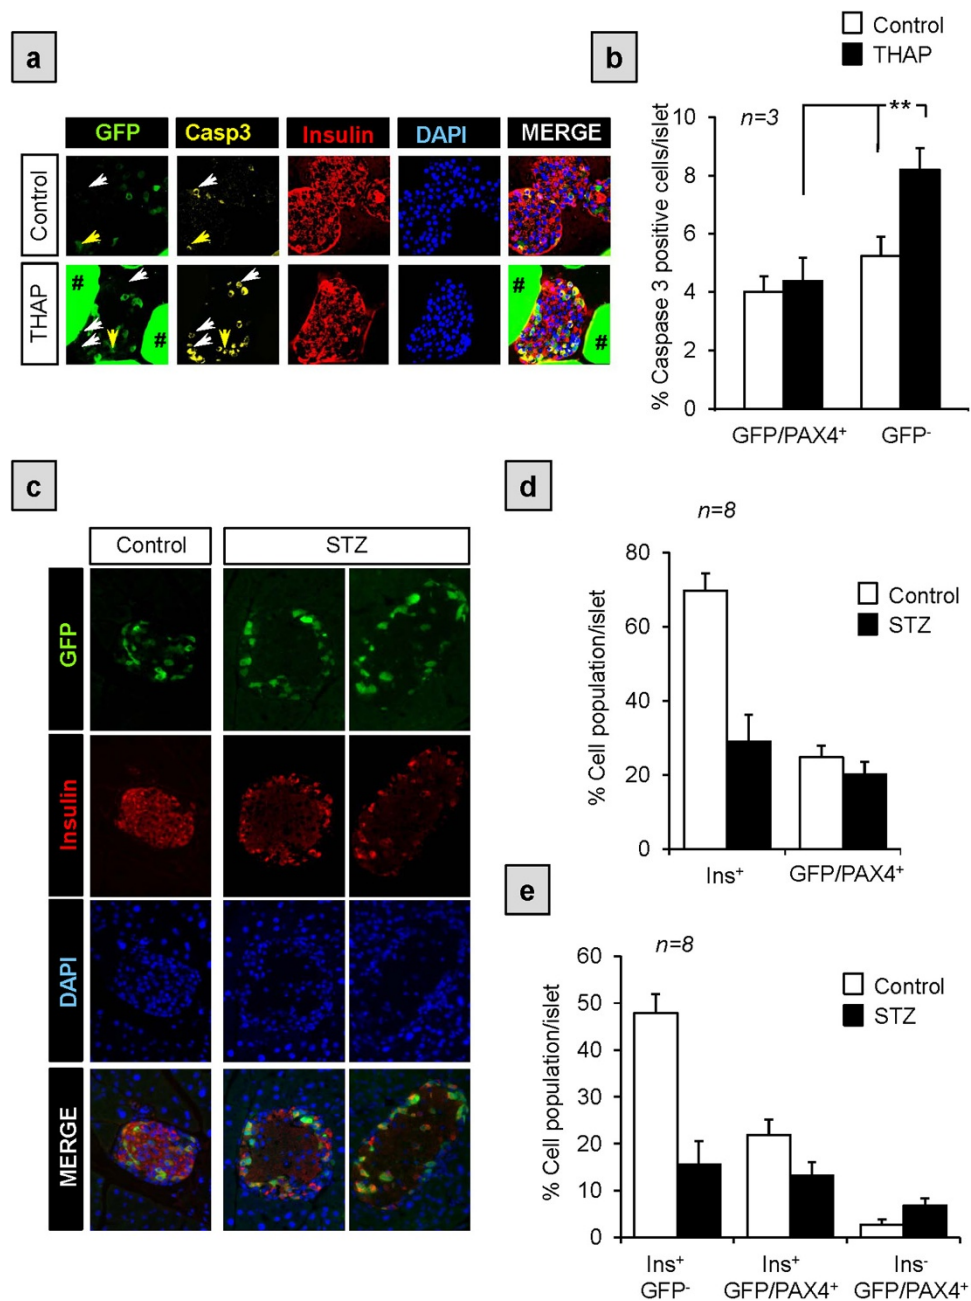 a
GFP Casp3 Insulin DAPI MERGE
Control
THAP
#
#
#
#
b
Control
THAP
n=3
**
% Caspase 3 positive cells/islet
10
8
6
4
2
0
GFP/PAX4⁺ GFP⁻
c
Control STZ
GFP
Insulin
DAPI
MERGE
d
n=8
Control
STZ
% Cell population/islet
80
60
40
20
0
Ins⁺ GFP/PAX4⁺
e
n=8
Control
STZ
% Cell population/islet
60
50
40
30
20
10
0
Ins⁺ Ins⁺ Ins⁻
GFP⁻ GFP/PAX4⁺ GFP/PAX4⁺